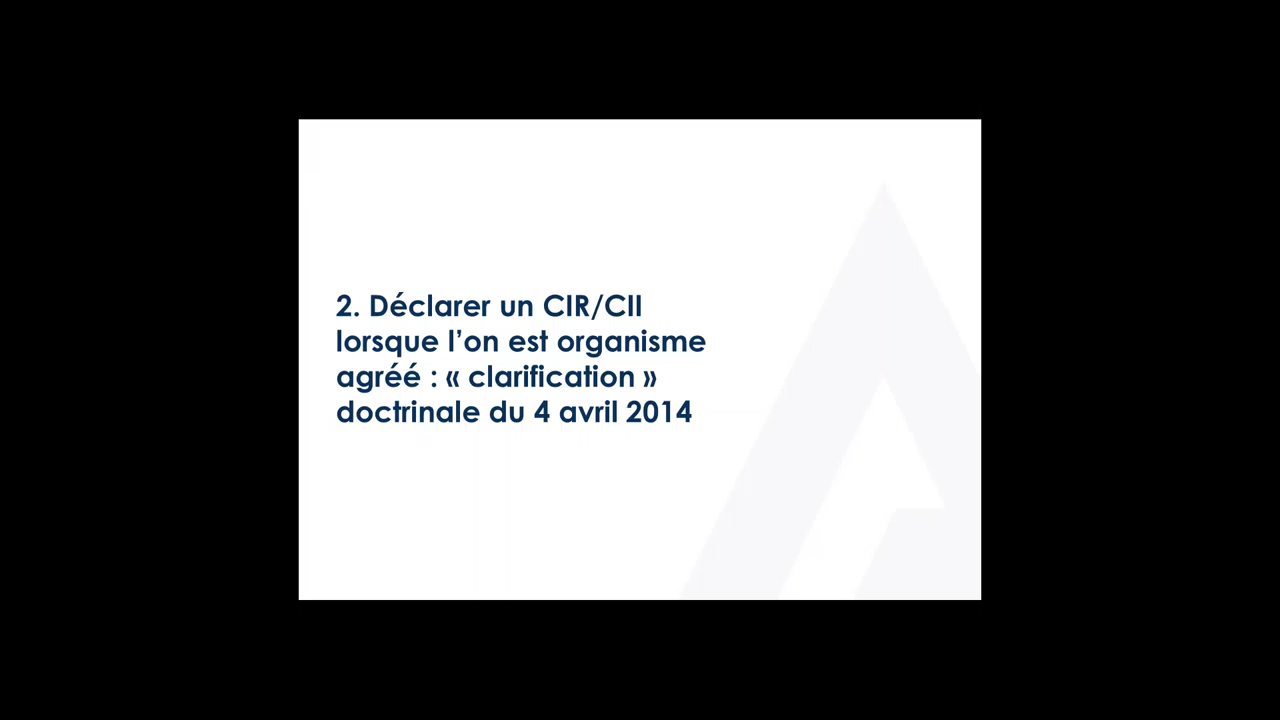 2. Déclarer un CIR/CII
lorsque l’on est organisme
agréé : « clarification »
doctrinale du 4 avril 2014